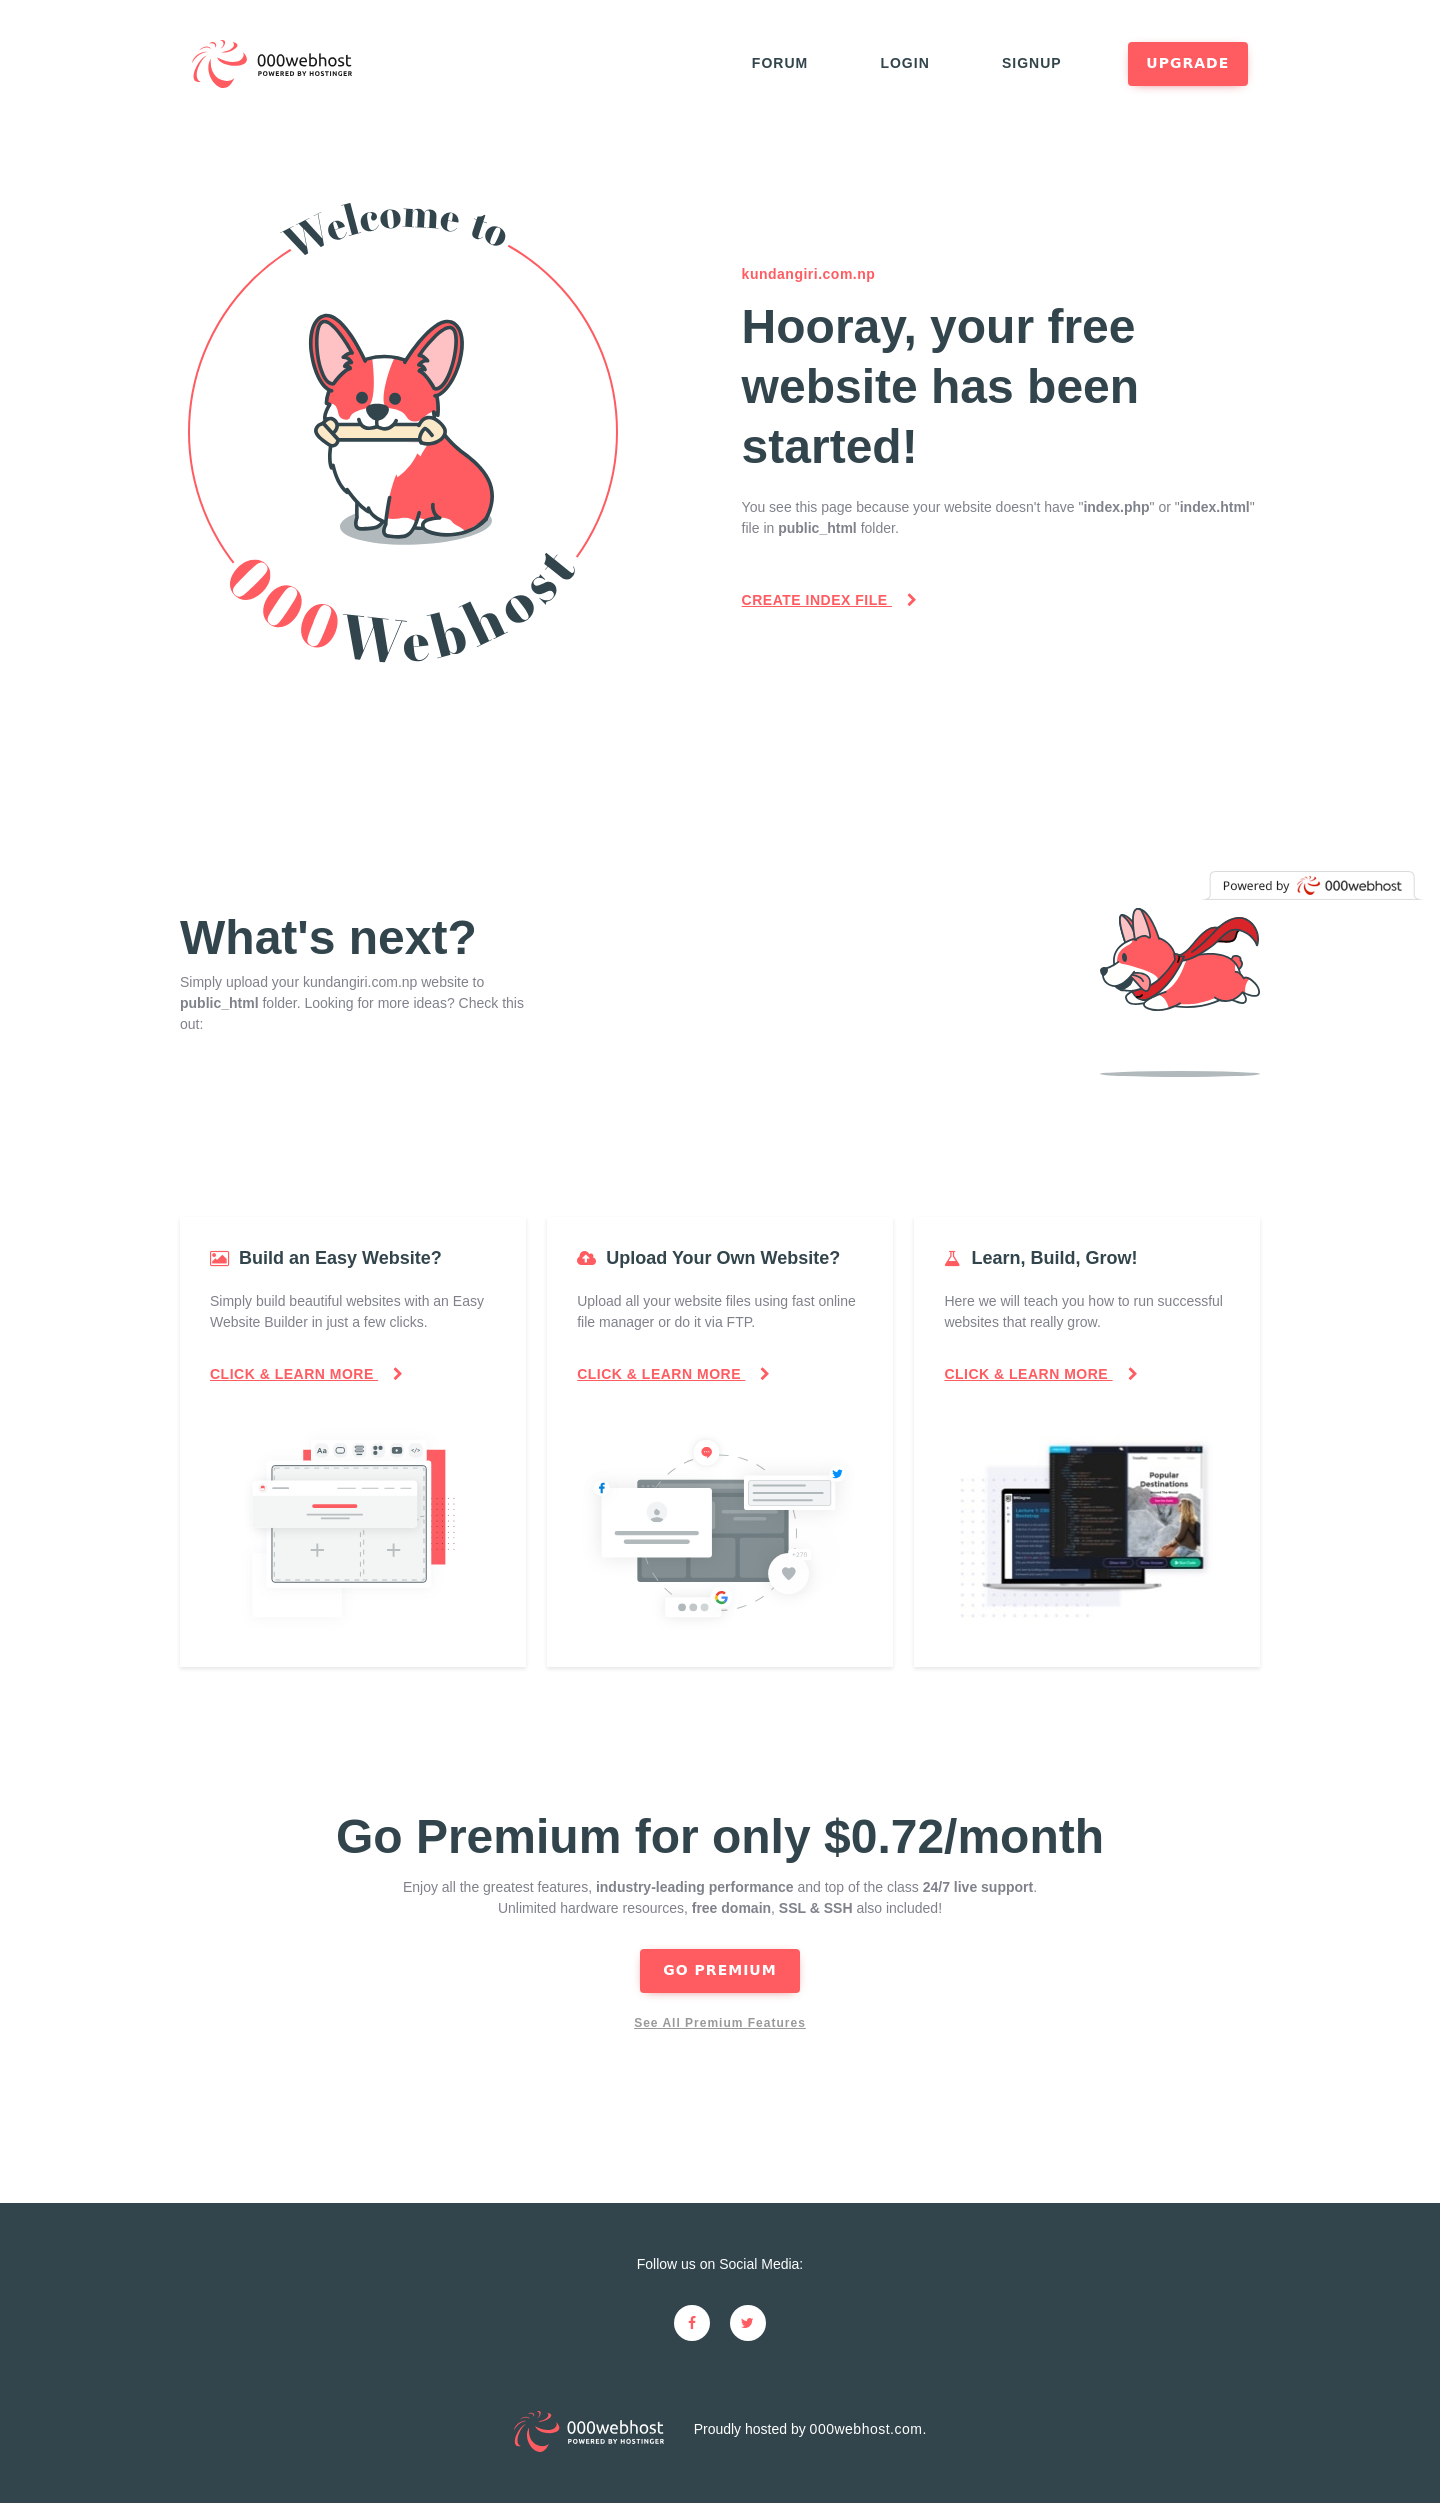 000webhost
POWERED BY HOSTINGER
FORUM
LOGIN
SIGNUP
UPGRADE
Welcome to
000Webhost
kundangiri.com.np
Hooray, your free
website has been
started!
You see this page because your website doesn't have "index.php" or "index.html"
file in public_html folder.
CREATE INDEX FILE
Powered by 000webhost
What's next?
Simply upload your kundangiri.com.np website to
public_html folder. Looking for more ideas? Check this
out:
Build an Easy Website?
Simply build beautiful websites with an Easy
Website Builder in just a few clicks.
CLICK & LEARN MORE
Aa
</>
Upload Your Own Website?
Upload all your website files using fast online
file manager or do it via FTP.
CLICK & LEARN MORE
+278
Learn, Build, Grow!
Here we will teach you how to run successful
websites that really grow.
CLICK & LEARN MORE
Popular
Destinations
Go Premium for only $0.72/month
Enjoy all the greatest features, industry-leading performance and top of the class 24/7 live support.
Unlimited hardware resources, free domain, SSL & SSH also included!
GO PREMIUM
See All Premium Features
Follow us on Social Media:
000webhost
POWERED BY HOSTINGER
Proudly hosted by 000webhost.com.